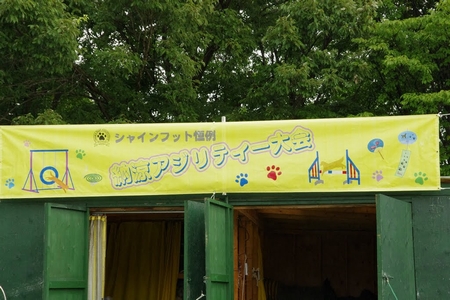 シャインフット恒例
納涼アジリティー大会